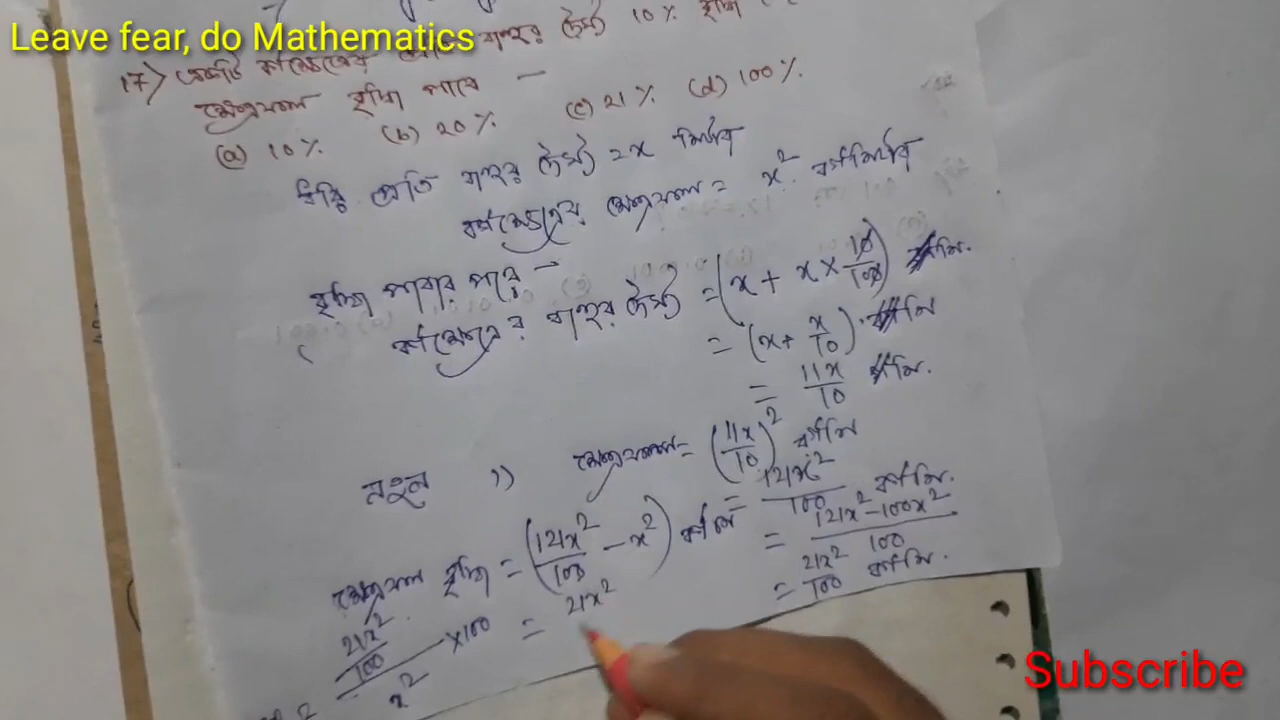 Leave fear, do Mathematics
17) একটি বর্গক্ষেত্রের প্রতি বাহুর দৈর্ঘ্য 10% বৃদ্ধি
ক্ষেত্রফল বৃদ্ধি পাবে —
(a) 10% (b) 20% (c) 21% (d) 100%
ধরি প্রতি বাহুর দৈর্ঘ্য = x মিটার
বর্গক্ষেত্রের ক্ষেত্রফল = x² বর্গমিটার
বৃদ্ধি পাবার পরে —
বর্গক্ষেত্রের বাহুর দৈর্ঘ্য = (x + x × 10/100) মি.
= (x + x/10) মি
= 11x/10 মি.
নতুন '' ক্ষেত্রফল = (11x/10)² বর্গমি
= 121x²/100 বর্গমি.
ক্ষেত্রফল বৃদ্ধি = (121x²/100 − x²) বর্গমি = 121x² − 100x²/100
= 21x²/100 বর্গমি.
21x²/100/x² × 100 = 21x²
Subscribe